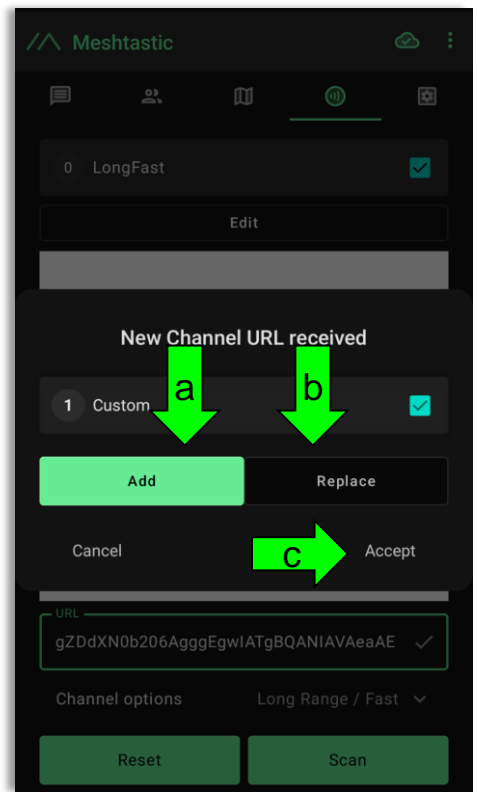 Meshtastic
0 LongFast
Edit
New Channel URL received
a b
1 Custom
Add Replace
Cancel c Accept
URL
gZDdXN0b206AgggEgwIATgBQANIAVAeaAE
Channel options Long Range / Fast
Reset Scan